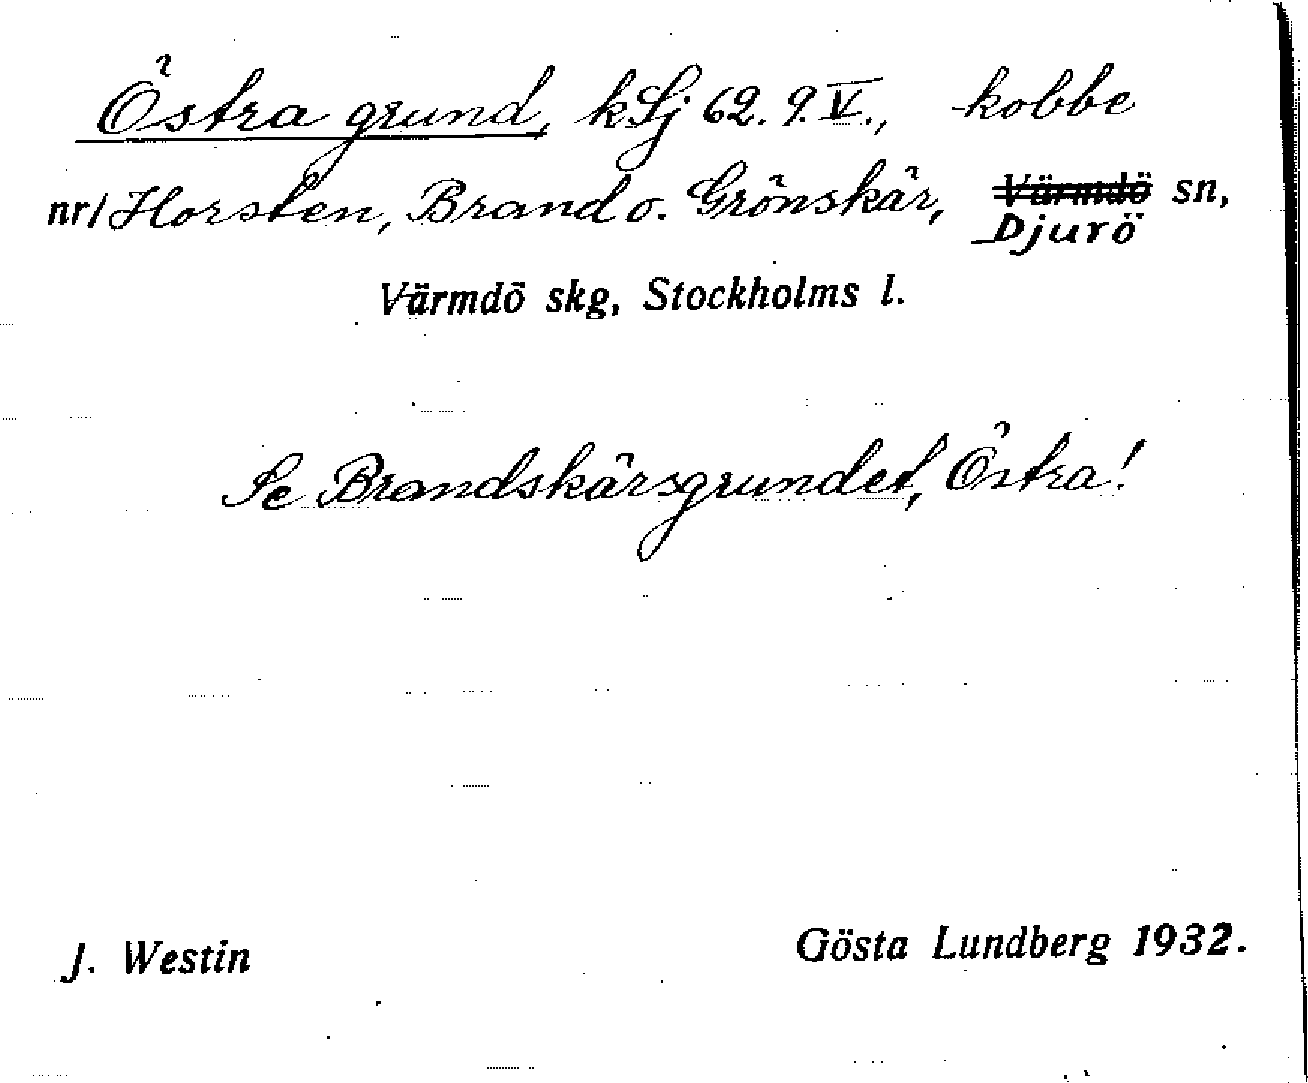 Östra grund, kSj 62. 9. V., kobbe
nr/Horsten, Brand o. Grönskär, Värmdö sn,
Djurö
Värmdö skg, Stockholms l.
Se Brandskärsgrundet, Östra!
J. Westin
Gösta Lundberg 1932.